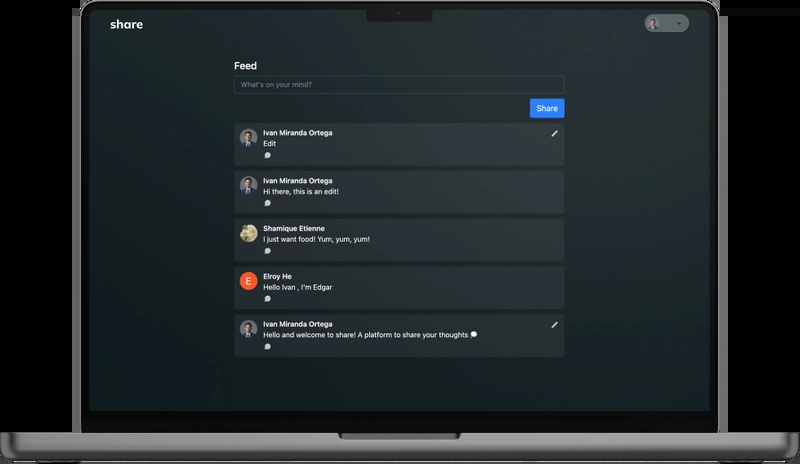 share
Feed
What's on your mind?
Share
Ivan Miranda Ortega
Edit
Ivan Miranda Ortega
Hi there, this is an edit!
Shamique Etienne
I just want food! Yum, yum, yum!
E
Elroy He
Hello Ivan , I'm Edgar
Ivan Miranda Ortega
Hello and welcome to share! A platform to share your thoughts 💭